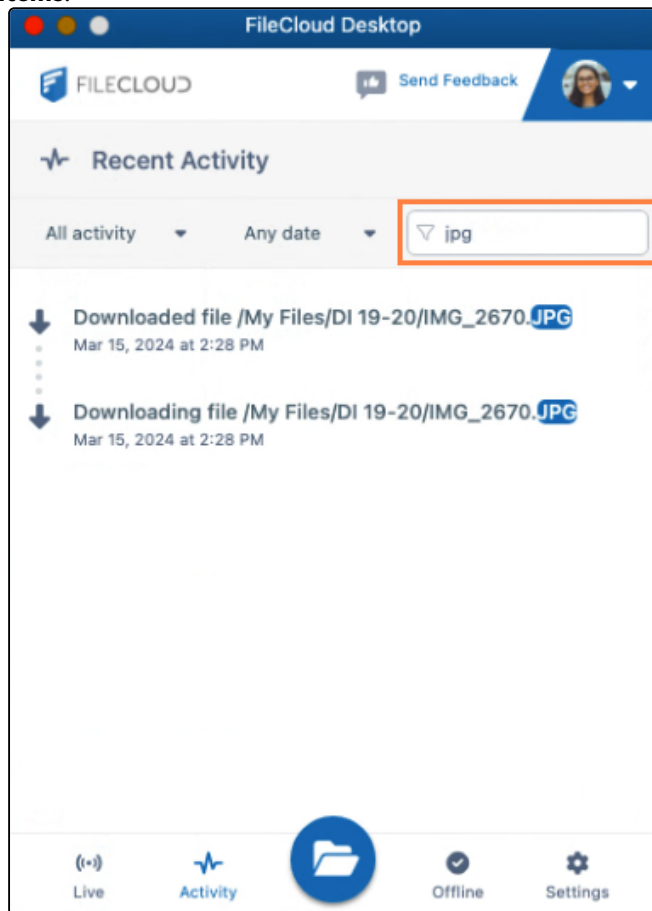 items.
FileCloud Desktop
FILECLOUD
Send Feedback
Recent Activity
All activity
Any date
jpg
Downloaded file /My Files/DI 19-20/IMG_2670.JPG
Mar 15, 2024 at 2:28 PM
Downloading file /My Files/DI 19-20/IMG_2670.JPG
Mar 15, 2024 at 2:28 PM
Live
Activity
Offline
Settings